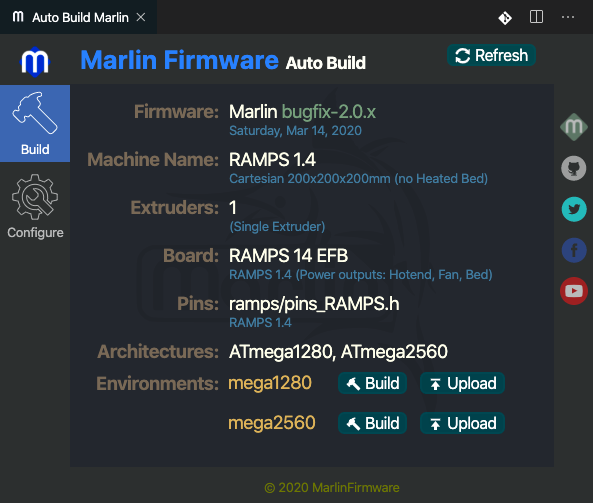 Auto Build Marlin
Marlin Firmware Auto Build
Refresh
Build
Configure
Firmware: Marlin bugfix-2.0.x
Saturday, Mar 14, 2020
Machine Name: RAMPS 1.4
Cartesian 200x200x200mm (no Heated Bed)
Extruders: 1
(Single Extruder)
Board: RAMPS 14 EFB
RAMPS 1.4 (Power outputs: Hotend, Fan, Bed)
Pins: ramps/pins_RAMPS.h
RAMPS 1.4
Architectures: ATmega1280, ATmega2560
Environments: mega1280 Build Upload
mega2560 Build Upload
© 2020 MarlinFirmware